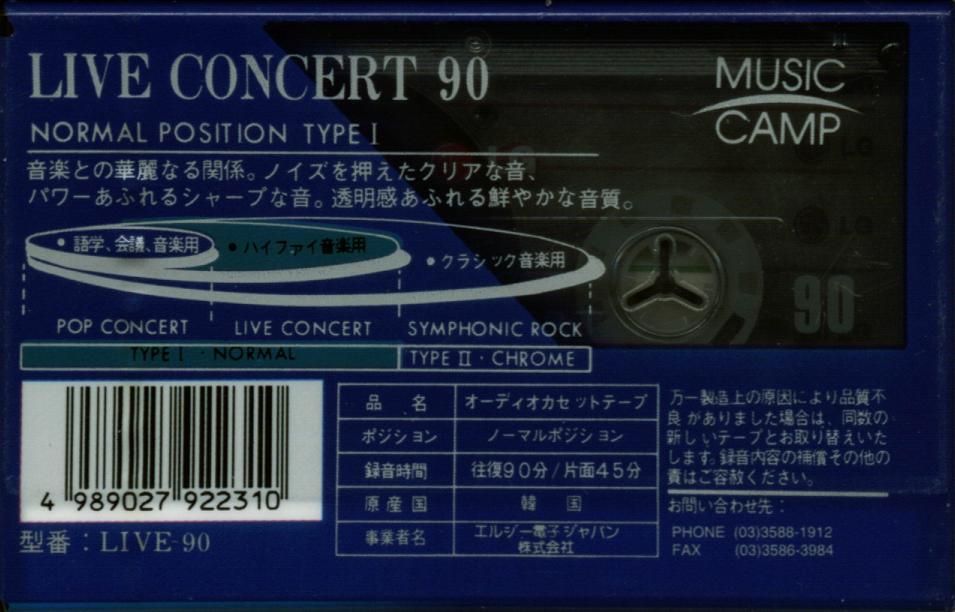 LIVE CONCERT 90
MUSIC
CAMP
NORMAL POSITION TYPE I
音楽との華麗なる関係。ノイズを押えたクリアな音、
パワーあふれるシャープな音。透明感あふれる鮮やかな音質。
• 語学、会議、音楽用
• ハイファイ音楽用
• クラシック音楽用
90
POP CONCERT
LIVE CONCERT
SYMPHONIC ROCK
TYPE I・NORMAL
TYPE II・CHROME
4 989027 922310
型番：LIVE-90
品 名 オーディオカセットテープ
ポジション ノーマルポジション
録音時間 往復90分/片面45分
原産国 韓 国
事業者名 エルジー電子ジャパン
株式会社
万一製造上の原因により品質不
良がありました場合は、同数の
新しいテープとお取り替えいた
します。録音内容の補償その他の
責はご容赦ください。
お問い合わせ先：
PHONE (03)3588-1912
FAX (03)3586-3984